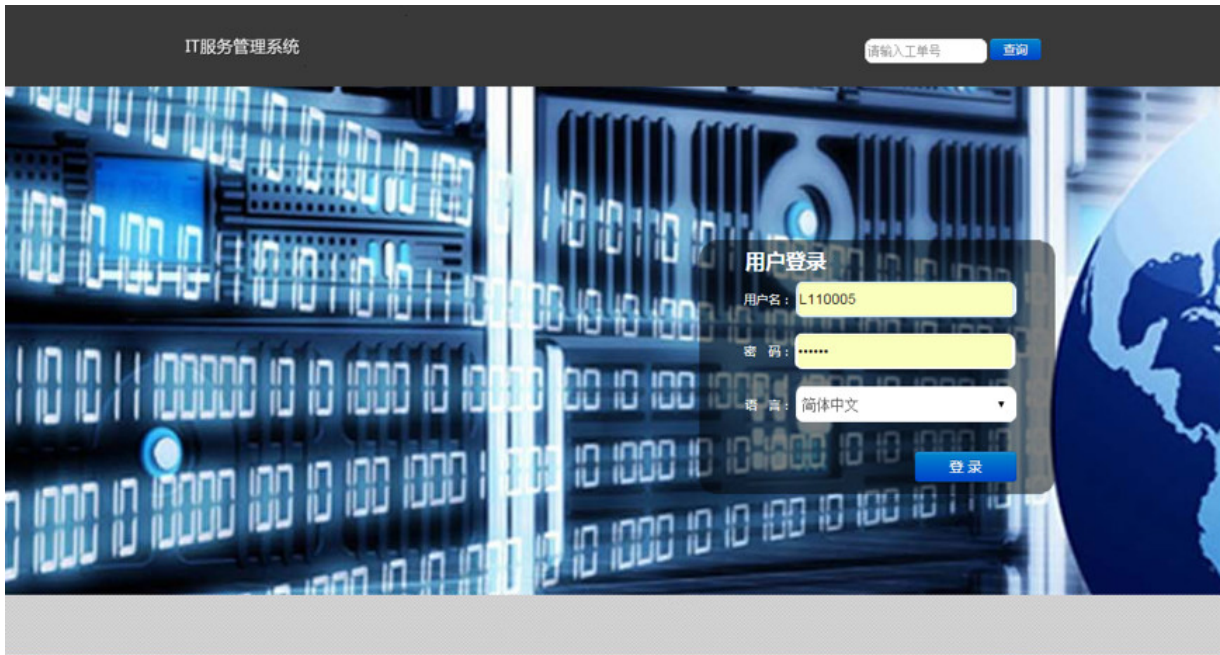 IT服务管理系统
请输入工单号 查询
用户登录
用户名： L110005
密 码： ••••••
语 言： 简体中文
登 录